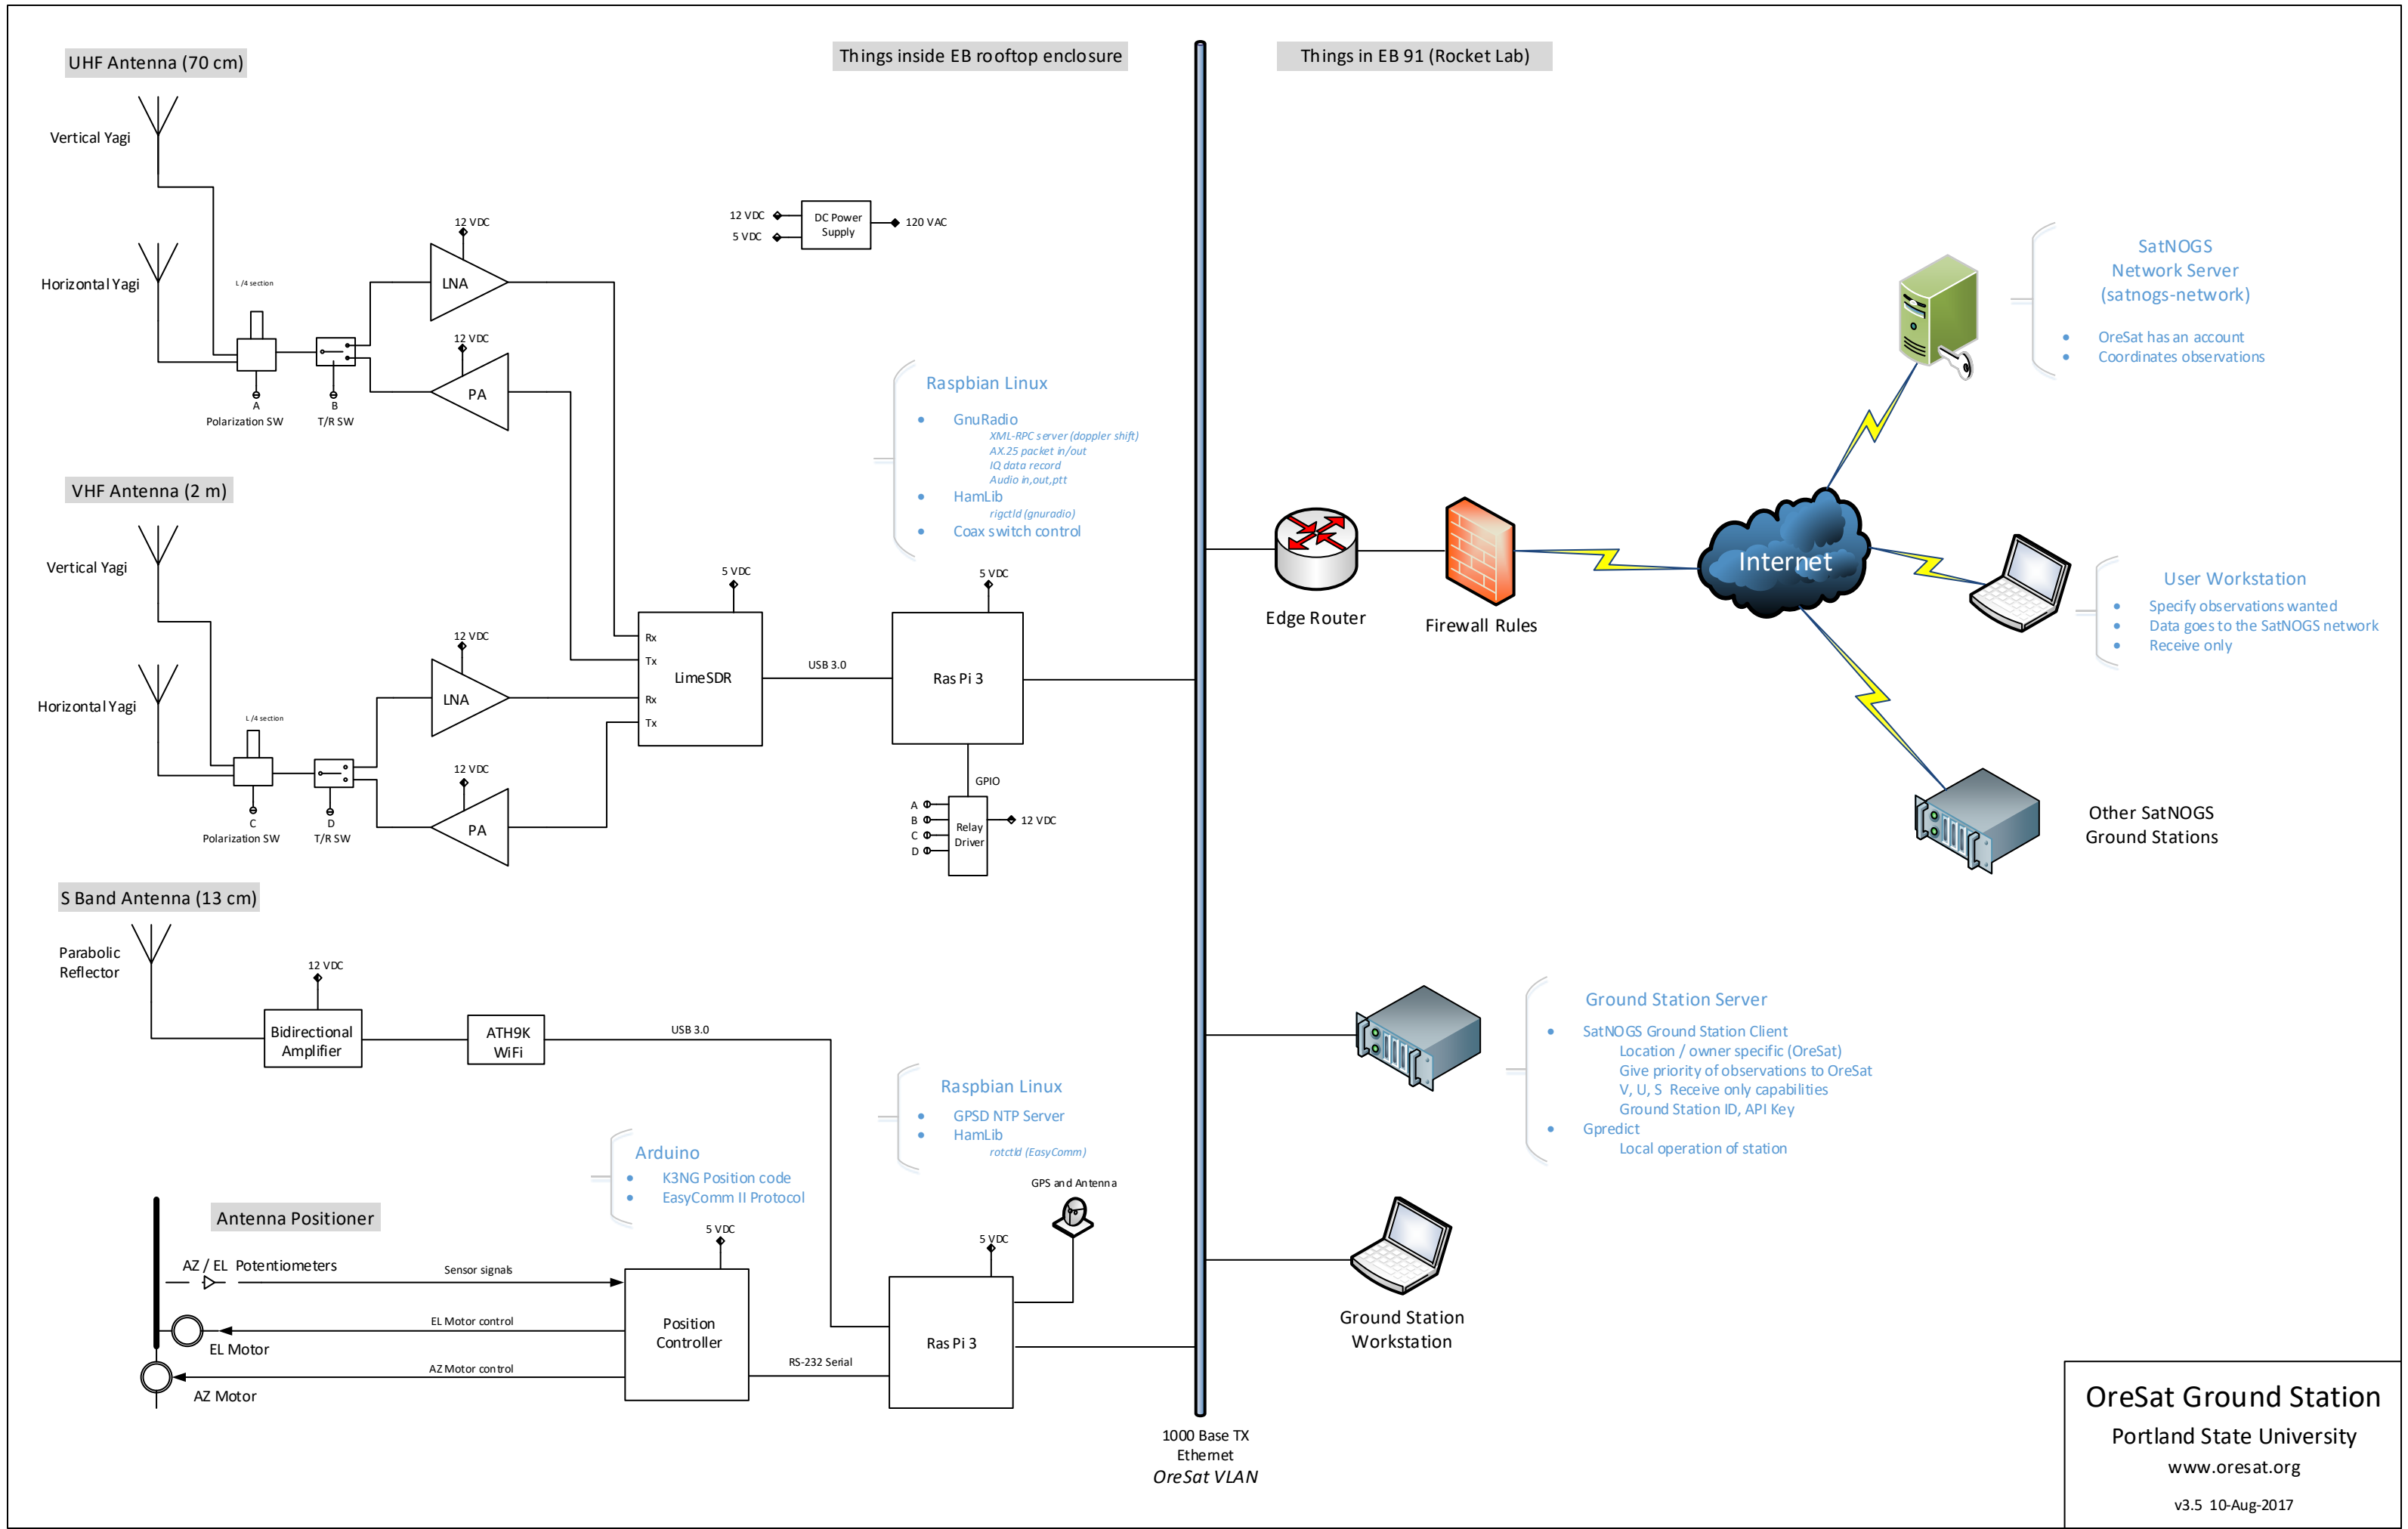 UHF Antenna (70 cm)
Vertical Yagi
Horizontal Yagi
L /4 section
A
Polarization SW
B
T/R SW
12 VDC
LNA
12 VDC
PA
Things inside EB rooftop enclosure
12 VDC
5 VDC
DC Power
Supply
120 VAC
Raspbian Linux
• GnuRadio
XML-RPC server (doppler shift)
AX.25 packet in/out
IQ data record
Audio in,out,ptt
• HamLib
rigctld (gnuradio)
• Coax switch control
VHF Antenna (2 m)
Vertical Yagi
Horizontal Yagi
L /4 section
C
Polarization SW
D
T/R SW
12 VDC
LNA
12 VDC
PA
5 VDC
Rx
Tx
LimeSDR
Rx
Tx
USB 3.0
5 VDC
Ras Pi 3
GPIO
A
B
C
D
Relay
Driver
12 VDC
S Band Antenna (13 cm)
Parabolic
Reflector
12 VDC
Bidirectional
Amplifier
ATH9K
WiFi
USB 3.0
Raspbian Linux
• GPSD NTP Server
• HamLib
rotctld (EasyComm)
Arduino
• K3NG Position code
• EasyComm II Protocol
GPS and Antenna
Antenna Positioner
AZ / EL Potentiometers
Sensor signals
EL Motor control
EL Motor
AZ Motor control
AZ Motor
5 VDC
Position
Controller
RS-232 Serial
5 VDC
Ras Pi 3
1000 Base TX
Ethernet
OreSat VLAN
Things in EB 91 (Rocket Lab)
SatNOGS
Network Server
(satnogs-network)
• OreSat has an account
• Coordinates observations
Edge Router
Firewall Rules
Internet
User Workstation
• Specify observations wanted
• Data goes to the SatNOGS network
• Receive only
Other SatNOGS
Ground Stations
Ground Station Server
• SatNOGS Ground Station Client
Location / owner specific (OreSat)
Give priority of observations to OreSat
V, U, S Receive only capabilities
Ground Station ID, API Key
• Gpredict
Local operation of station
Ground Station
Workstation
OreSat Ground Station
Portland State University
www.oresat.org
v3.5 10-Aug-2017